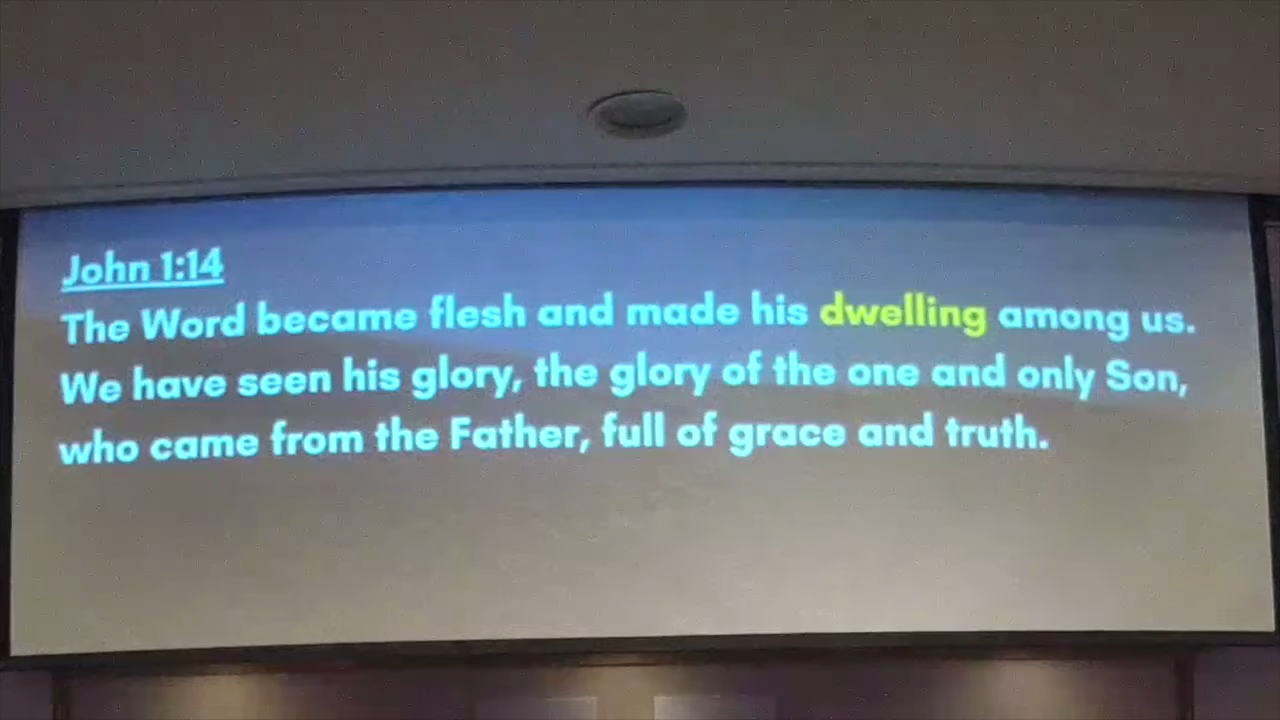 John 1:14
The Word became flesh and made his dwelling among us.
We have seen his glory, the glory of the one and only Son,
who came from the Father, full of grace and truth.